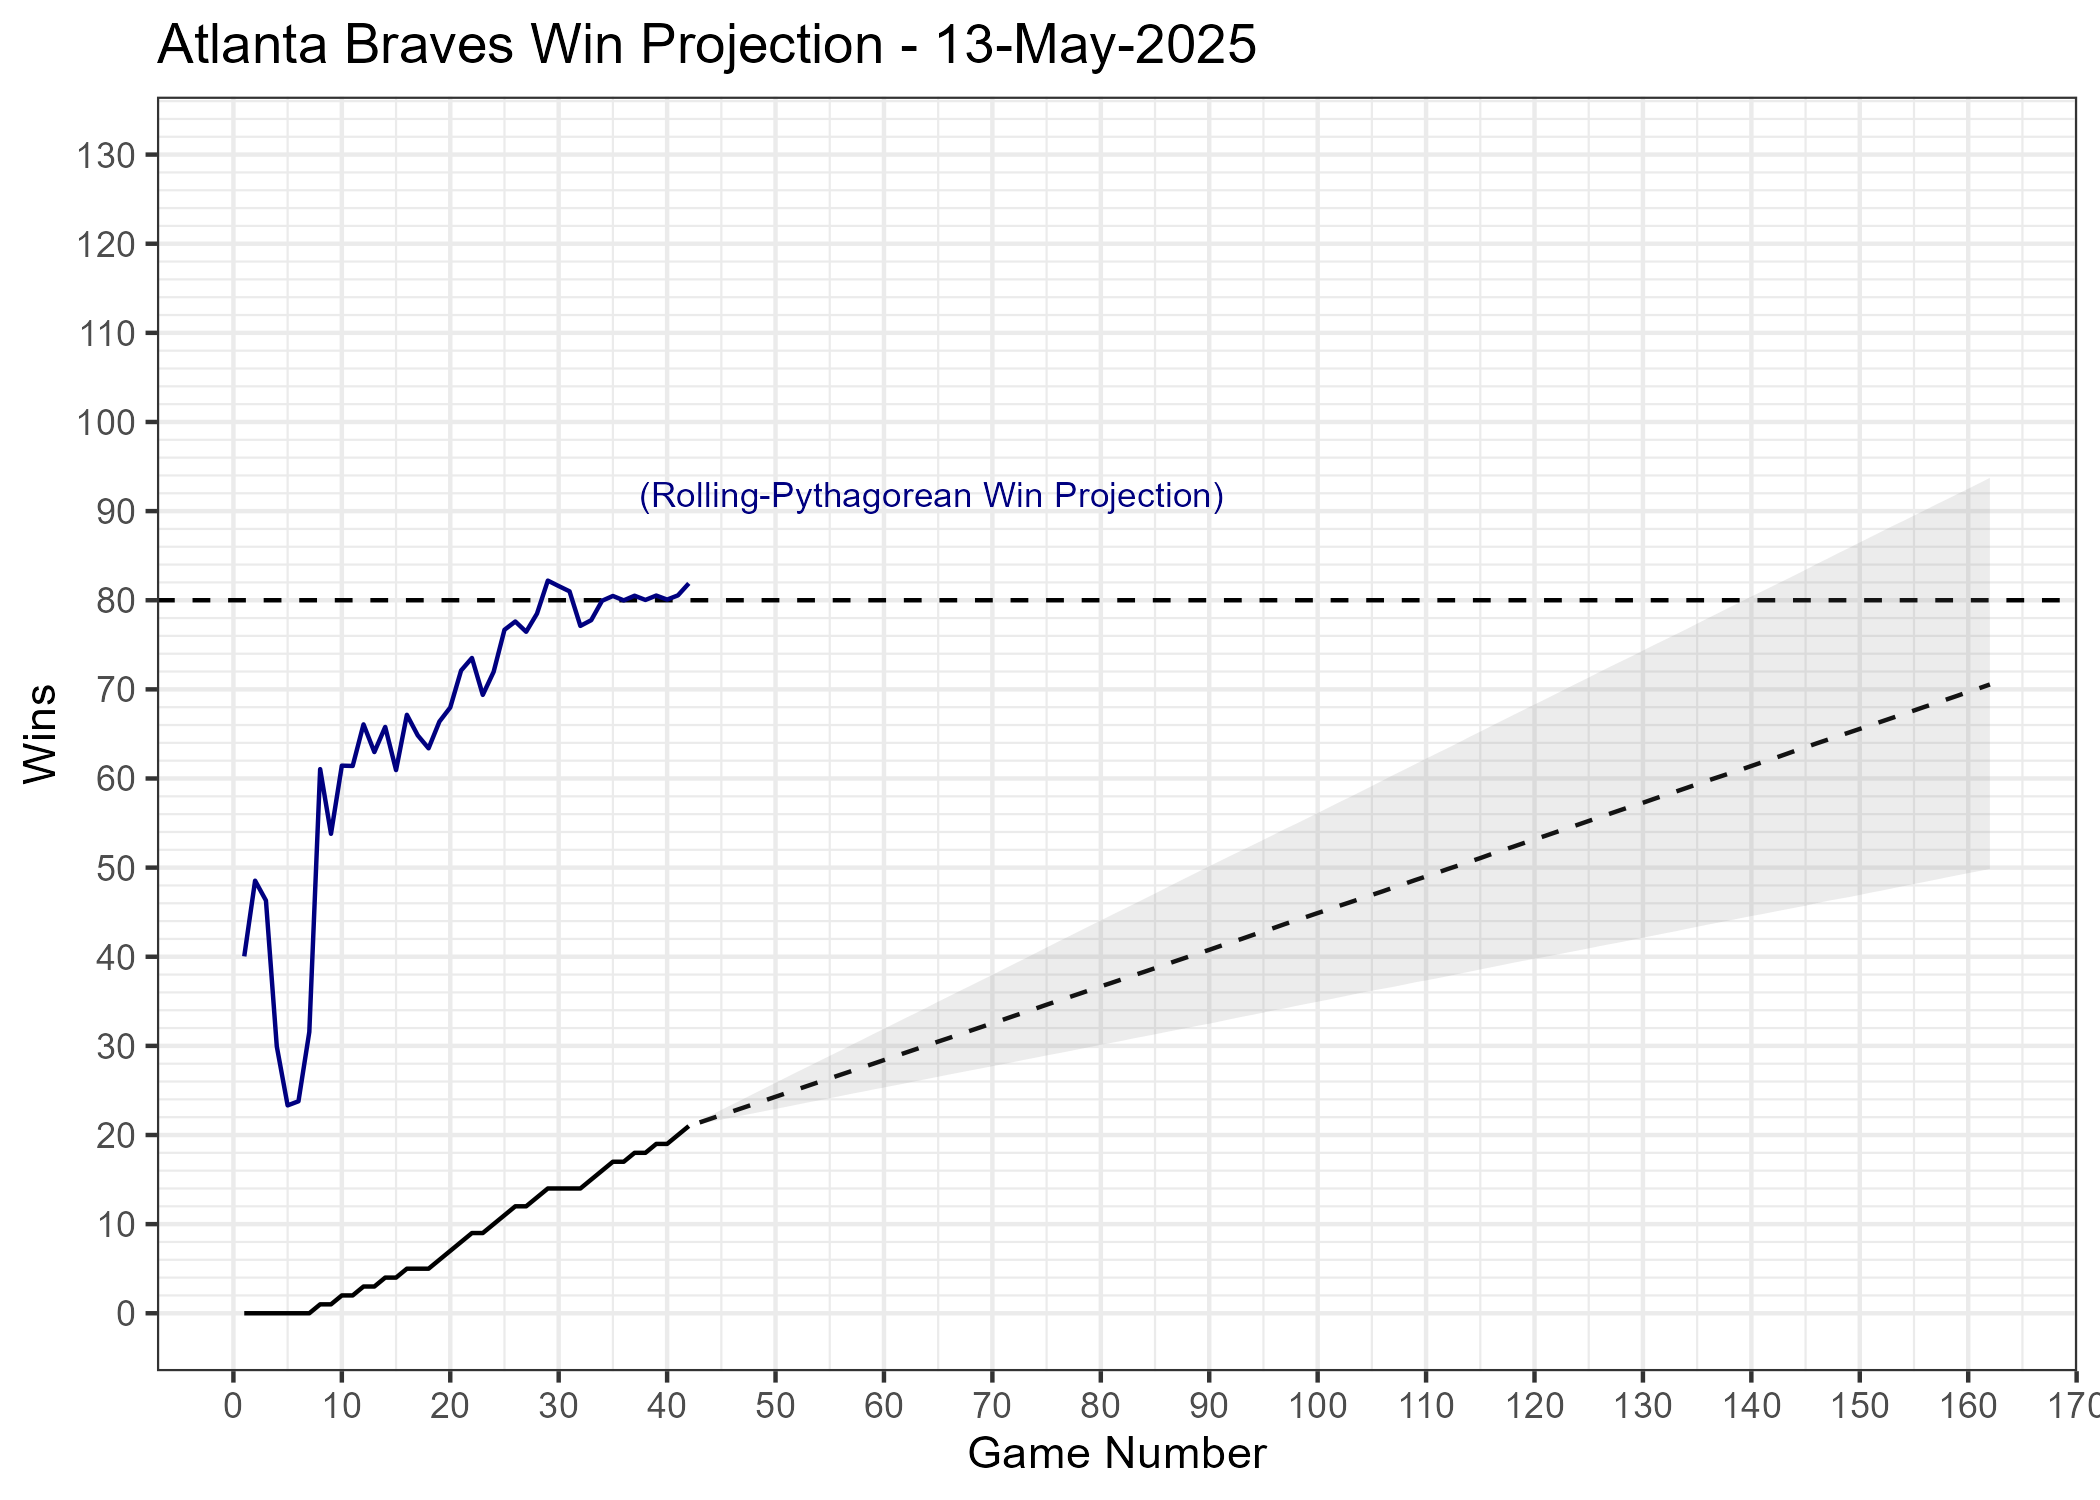 Atlanta Braves Win Projection - 13-May-2025
130
120
110
100
(Rolling-Pythagorean Win Projection)
90
80
70
Wins
60
50
40
30
20
10
0
0 10 20 30 40 50 60 70 80 90 100 110 120 130 140 150 160 170
Game Number